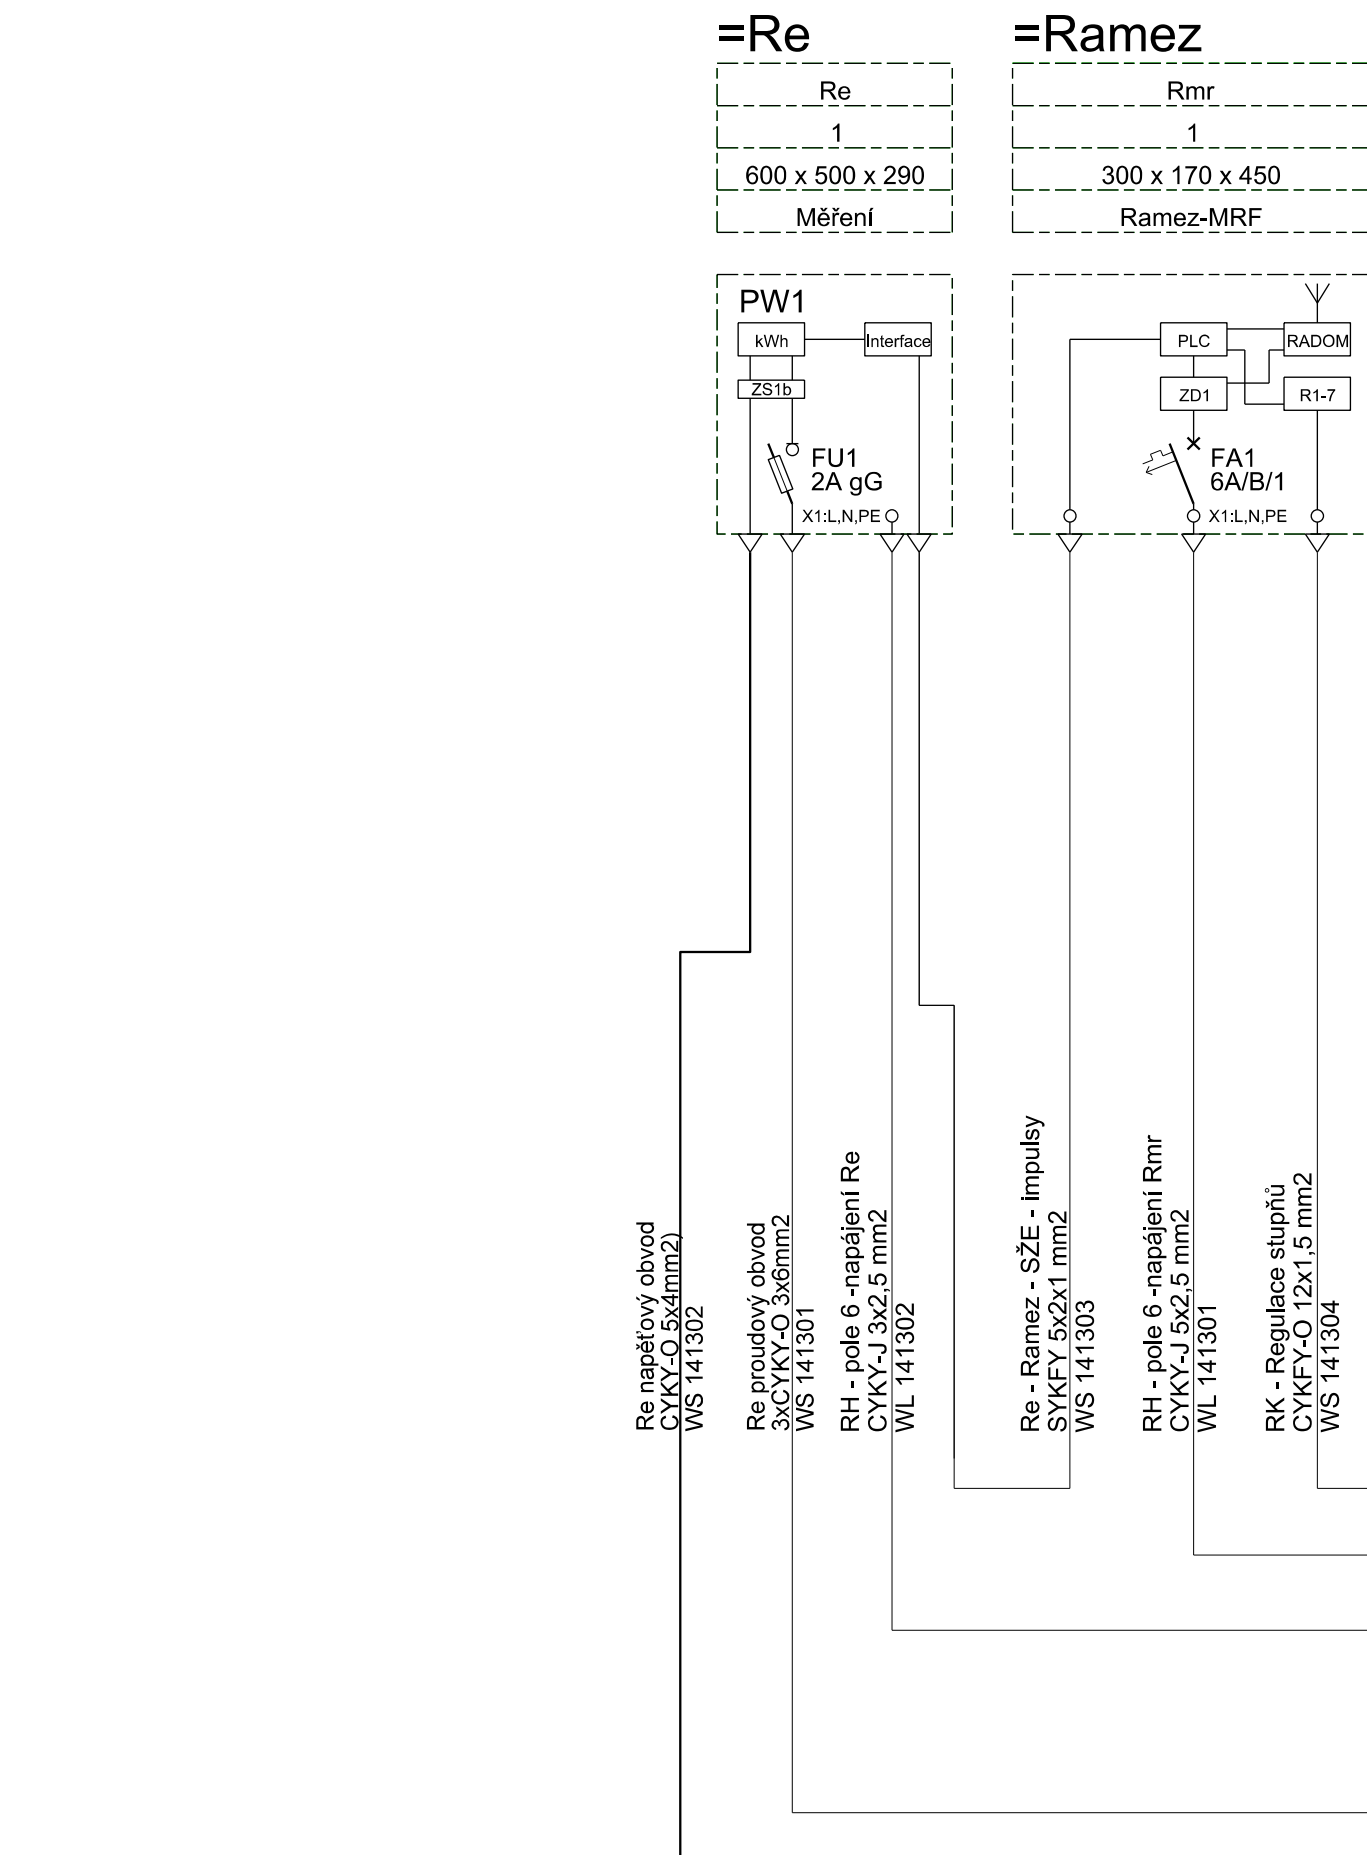 =Re
Re
1
600 x 500 x 290
Měření
PW1
kWh
Interface
ZS1b
FU1
2A gG
X1:L,N,PE
=Ramez
Rmr
1
300 x 170 x 450
Ramez-MRF
PLC
RADOM
ZD1
R1-7
FA1
6A/B/1
X1:L,N,PE
Re napěťový obvod
CYKY-O 5x4mm2)
WS 141302
Re proudový obvod
3xCYKY-O 3x6mm2
WS 141301
RH - pole 6 -napájení Re
CYKY-J 3x2,5 mm2
WL 141302
Re - Ramez - SŽE - impulsy
SYKFY 5x2x1 mm2
WS 141303
RH - pole 6 -napájení Rmr
CYKY-J 5x2,5 mm2
WL 141301
RK - Regulace stupňů
CYKFY-O 12x1,5 mm2
WS 141304